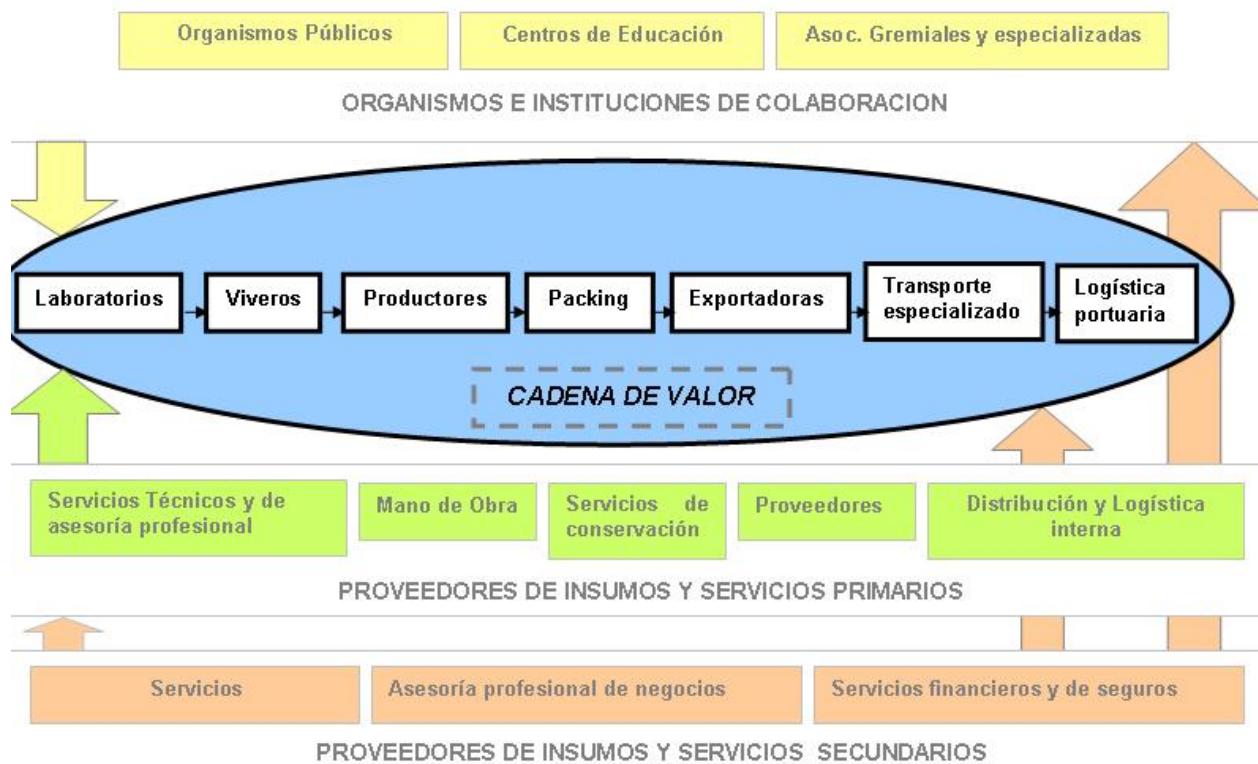 Organismos Públicos
Centros de Educación
Asoc. Gremiales y especializadas
ORGANISMOS E INSTITUCIONES DE COLABORACION
Laboratorios
Viveros
Productores
Packing
Exportadoras
Transporte
especializado
Logística
portuaria
CADENA DE VALOR
Servicios Técnicos y de
asesoría profesional
Mano de Obra
Servicios de
conservación
Proveedores
Distribución y Logística
interna
PROVEEDORES DE INSUMOS Y SERVICIOS PRIMARIOS
Servicios
Asesoría profesional de negocios
Servicios financieros y de seguros
PROVEEDORES DE INSUMOS Y SERVICIOS SECUNDARIOS